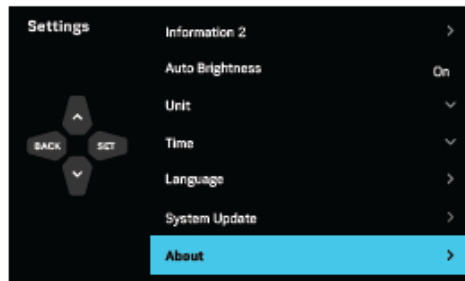 Settings
Information 2
Auto Brightness On
Unit
BACK SET
Time
Language
System Update
About